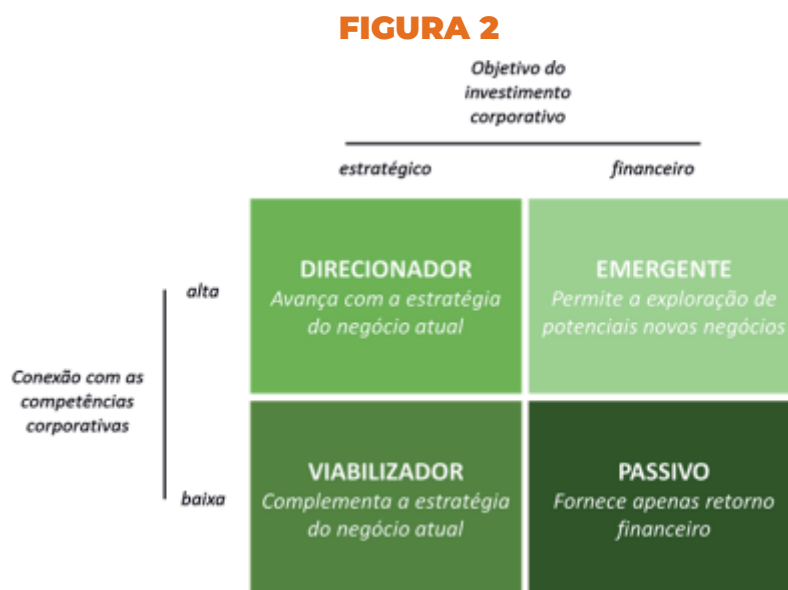 FIGURA 2
Objetivo do
investimento
corporativo
estratégico
financeiro
alta
DIRECIONADOR
Avança com a estratégia
do negócio atual
EMERGENTE
Permite a exploração de
potenciais novos negócios
Conexão com as
competências
corporativas
baixa
VIABILIZADOR
Complementa a estratégia
do negócio atual
PASSIVO
Fornece apenas retorno
financeiro